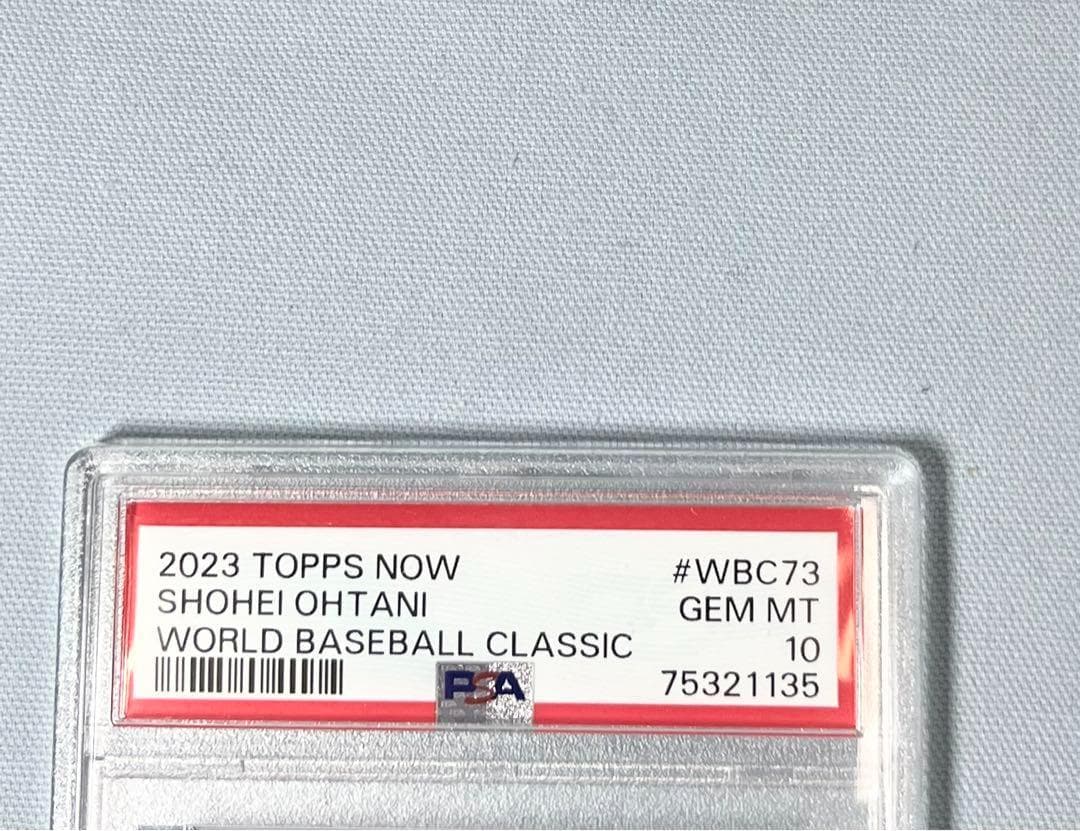 2023 TOPPS NOW #WBC73
SHOHEI OHTANI GEM MT
WORLD BASEBALL CLASSIC 10
PSA 75321135